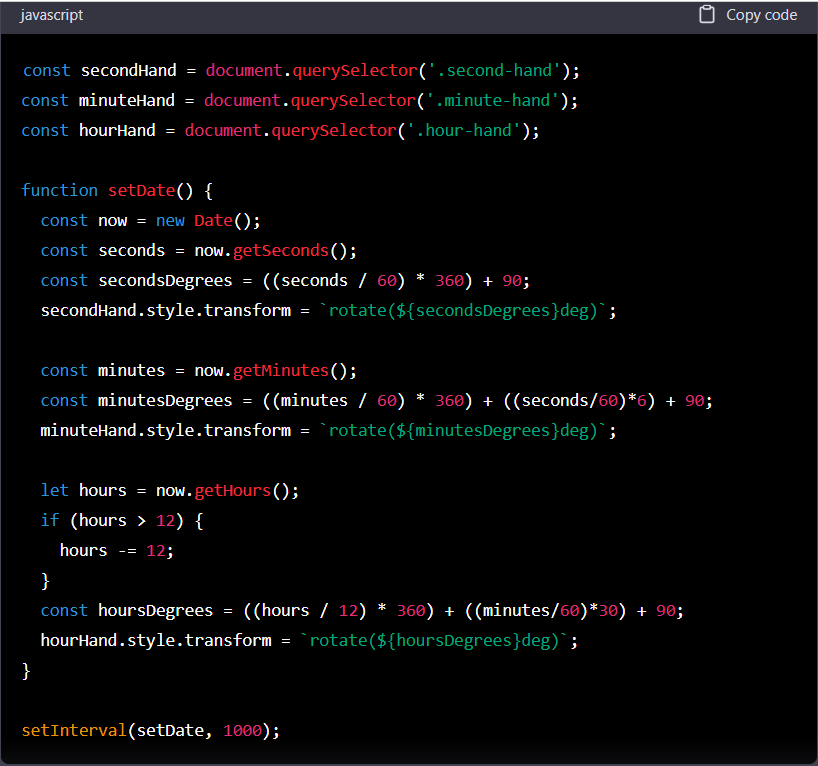 javascript
Copy code
const secondHand = document.querySelector('.second-hand');
const minuteHand = document.querySelector('.minute-hand');
const hourHand = document.querySelector('.hour-hand');
function setDate() {
  const now = new Date();
  const seconds = now.getSeconds();
  const secondsDegrees = ((seconds / 60) * 360) + 90;
  secondHand.style.transform = `rotate(${secondsDegrees}deg)`;
  const minutes = now.getMinutes();
  const minutesDegrees = ((minutes / 60) * 360) + ((seconds/60)*6) + 90;
  minuteHand.style.transform = `rotate(${minutesDegrees}deg)`;
  let hours = now.getHours();
  if (hours > 12) {
    hours -= 12;
  }
  const hoursDegrees = ((hours / 12) * 360) + ((minutes/60)*30) + 90;
  hourHand.style.transform = `rotate(${hoursDegrees}deg)`;
}
setInterval(setDate, 1000);